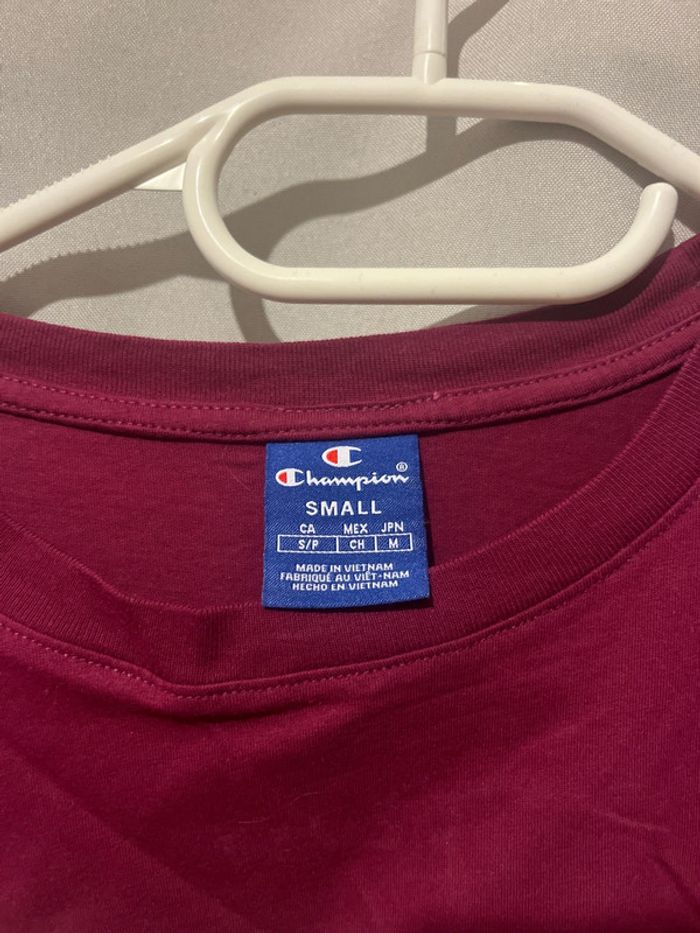 Champion®
SMALL
CA MEX JPN
S/P CH M
MADE IN VIETNAM
FABRIQUÉ AU VIÊT-NAM
HECHO EN VIETNAM